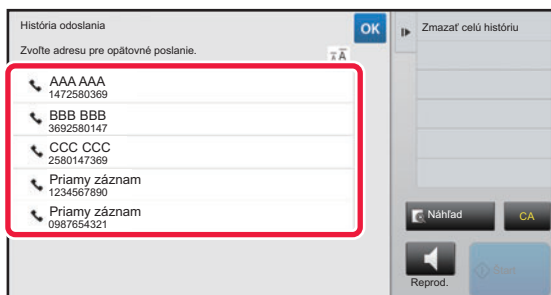 História odoslania
OK
Zvoľte adresu pre opätovné poslanie.
AAA AAA
1472580369
BBB BBB
3692580147
CCC CCC
2580147369
Priamy záznam
1234567890
Priamy záznam
0987654321
Zmazať celú históriu
Náhľad
CA
Reprod.
Štart